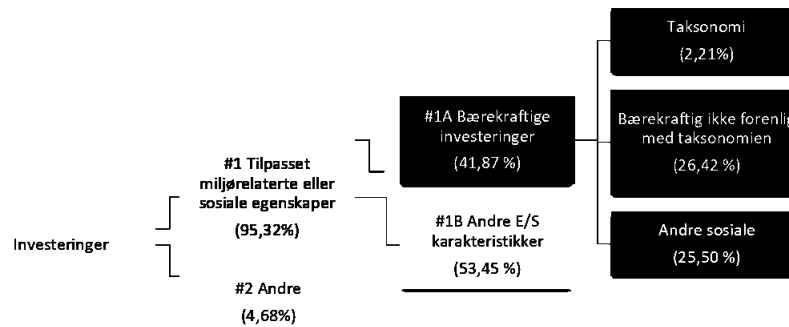 Investeringer
#1 Tilpasset
miljørelaterte eller
sosiale egenskaper
(95,32%)
#2 Andre
(4,68%)
#1A Bærekraftige
investeringer
(41,87 %)
#1B Andre E/S
karakteristikker
(53,45 %)
Taksonomi
(2,21%)
Bærekraftig ikke forenlig
med taksonomien
(26,42 %)
Andre sosiale
(25,50 %)